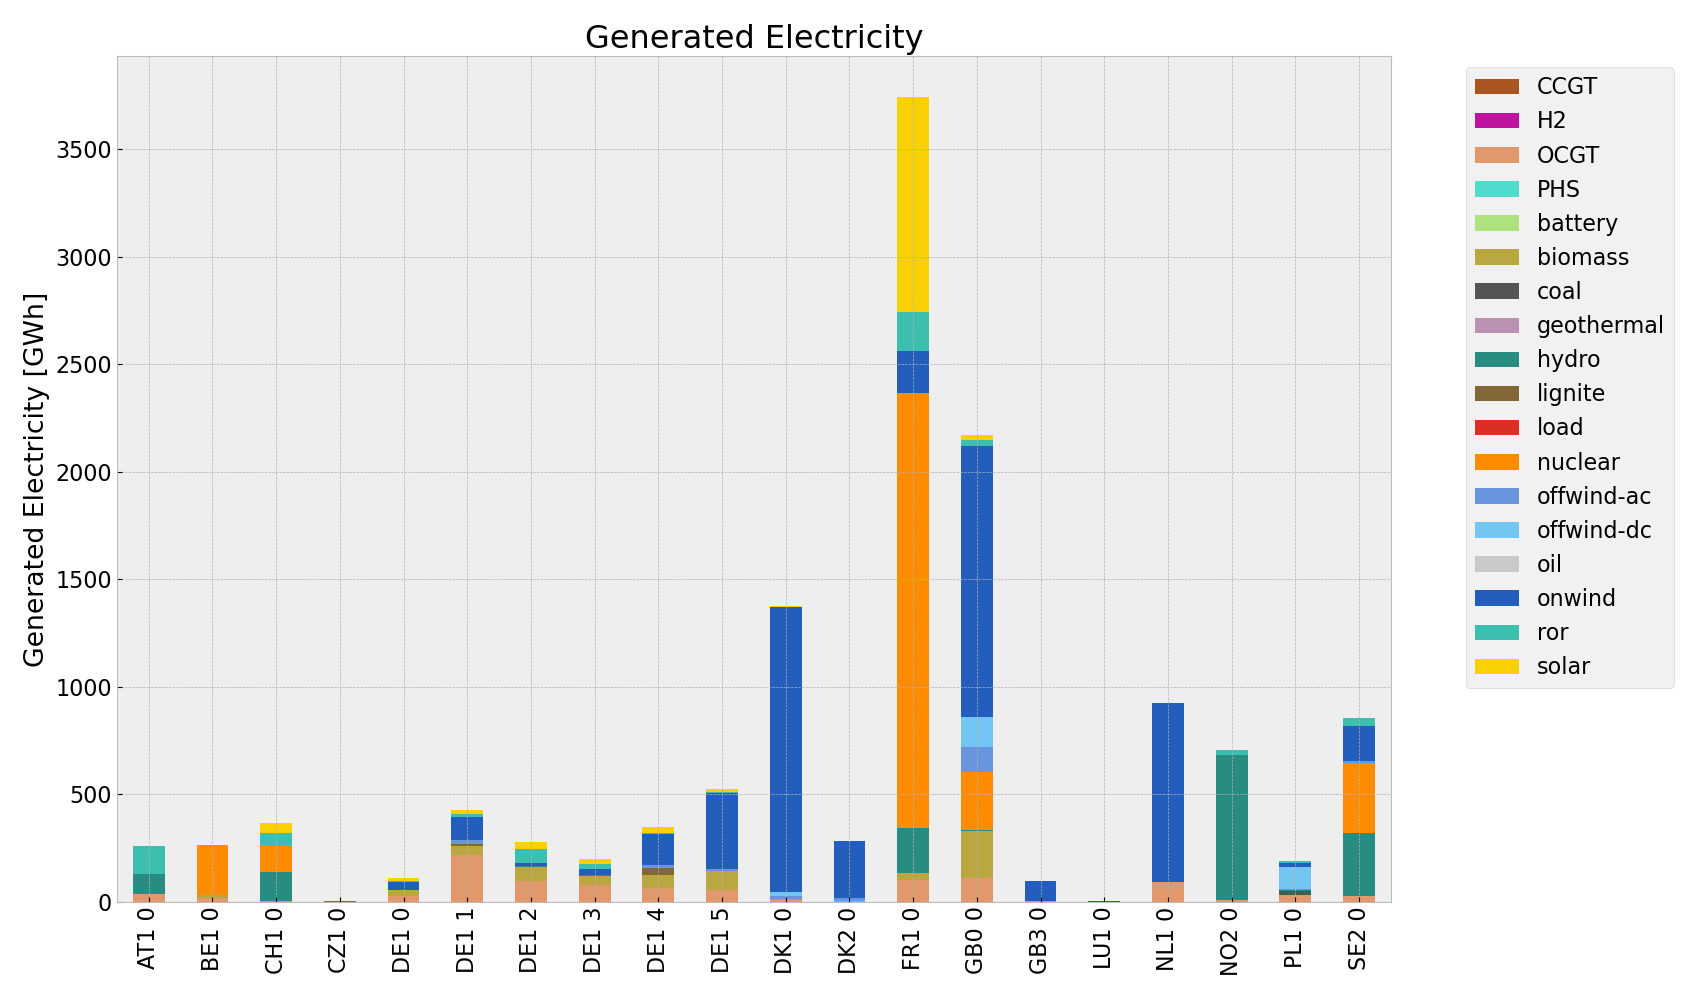 Generated Electricity
Generated Electricity [GWh]
3500
3000
2500
2000
1500
1000
500
0
AT1 0
BE1 0
CH1 0
CZ1 0
DE1 0
DE1 1
DE1 2
DE1 3
DE1 4
DE1 5
DK1 0
DK2 0
FR1 0
GB0 0
GB3 0
LU1 0
NL1 0
NO2 0
PL1 0
SE2 0
CCGT
H2
OCGT
PHS
battery
biomass
coal
geothermal
hydro
lignite
load
nuclear
offwind-ac
offwind-dc
oil
onwind
ror
solar